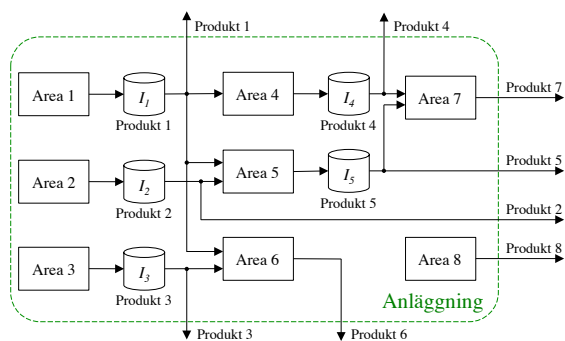 Produkt 1
Produkt 4
Area 1
I1
Area 4
I4
Area 7
Produkt 7
Produkt 1
Produkt 4
Area 2
I2
Area 5
I5
Produkt 5
Produkt 2
Produkt 5
Produkt 2
Area 3
I3
Area 6
Area 8
Produkt 8
Produkt 3
Anläggning
Produkt 3
Produkt 6